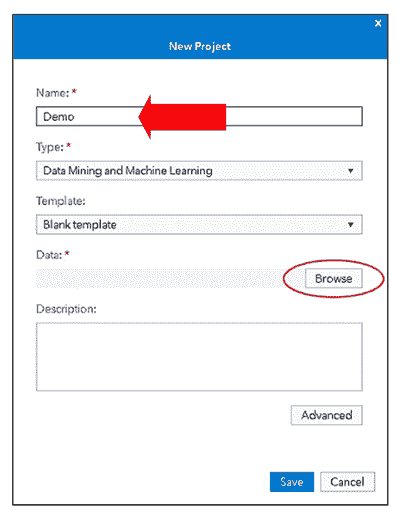 New Project
Name: *
Demo
Type: *
Data Mining and Machine Learning
Template:
Blank template
Data: *
Browse
Description:
Advanced
Save Cancel